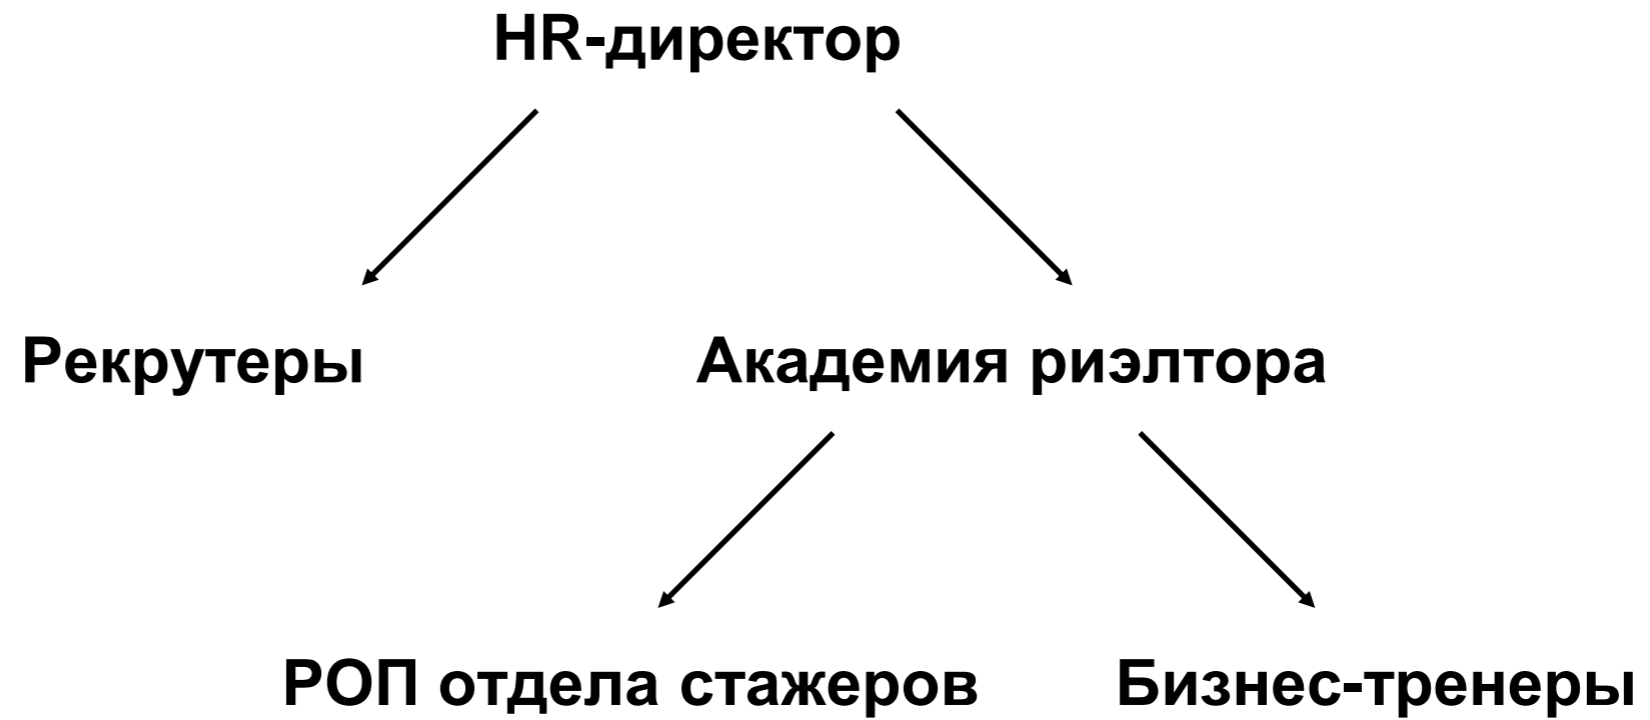 HR-директор
Рекрутеры
Академия риэлтора
РОП отдела стажеров
Бизнес-тренеры